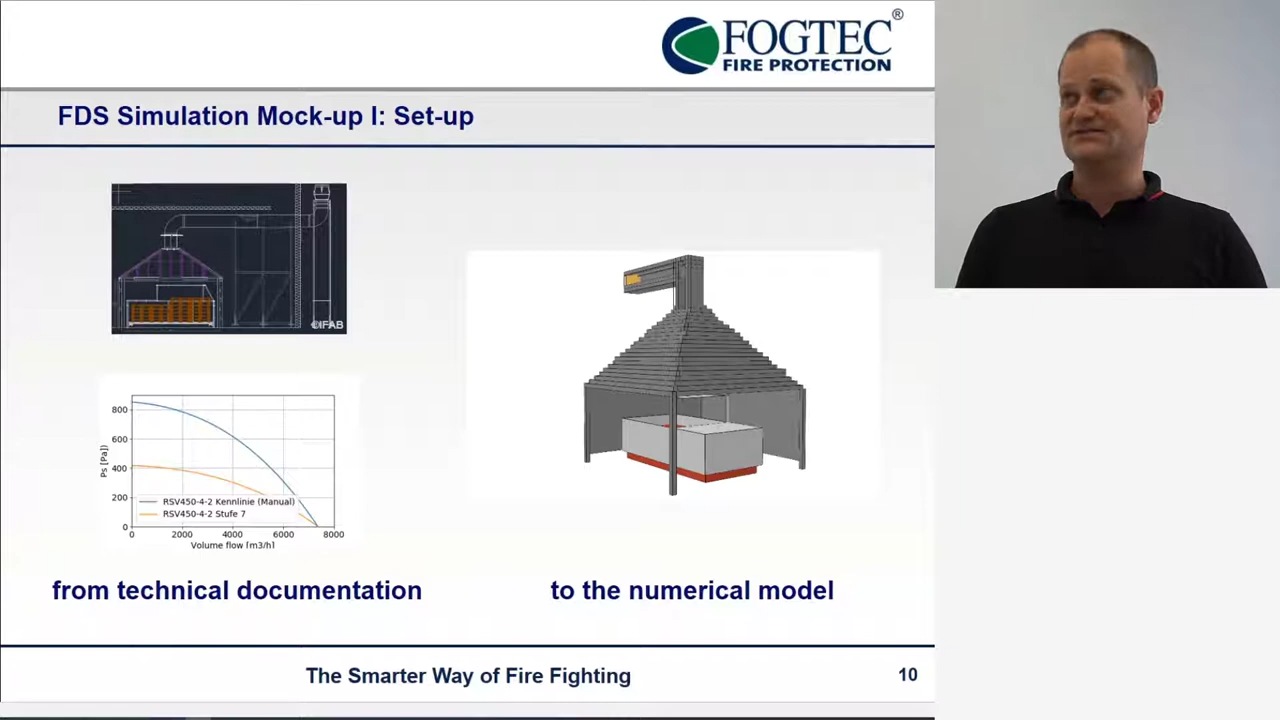 FOGTEC®
FIRE PROTECTION
FDS Simulation Mock-up I: Set-up
©IFAB
800
600
400
200
0
Ps [Pa]
RSV450-4-2 Kennlinie (Manual)
RSV450-4-2 Stufe 7
0 2000 4000 6000 8000
Volume flow [m3/h]
from technical documentation
to the numerical model
The Smarter Way of Fire Fighting
10